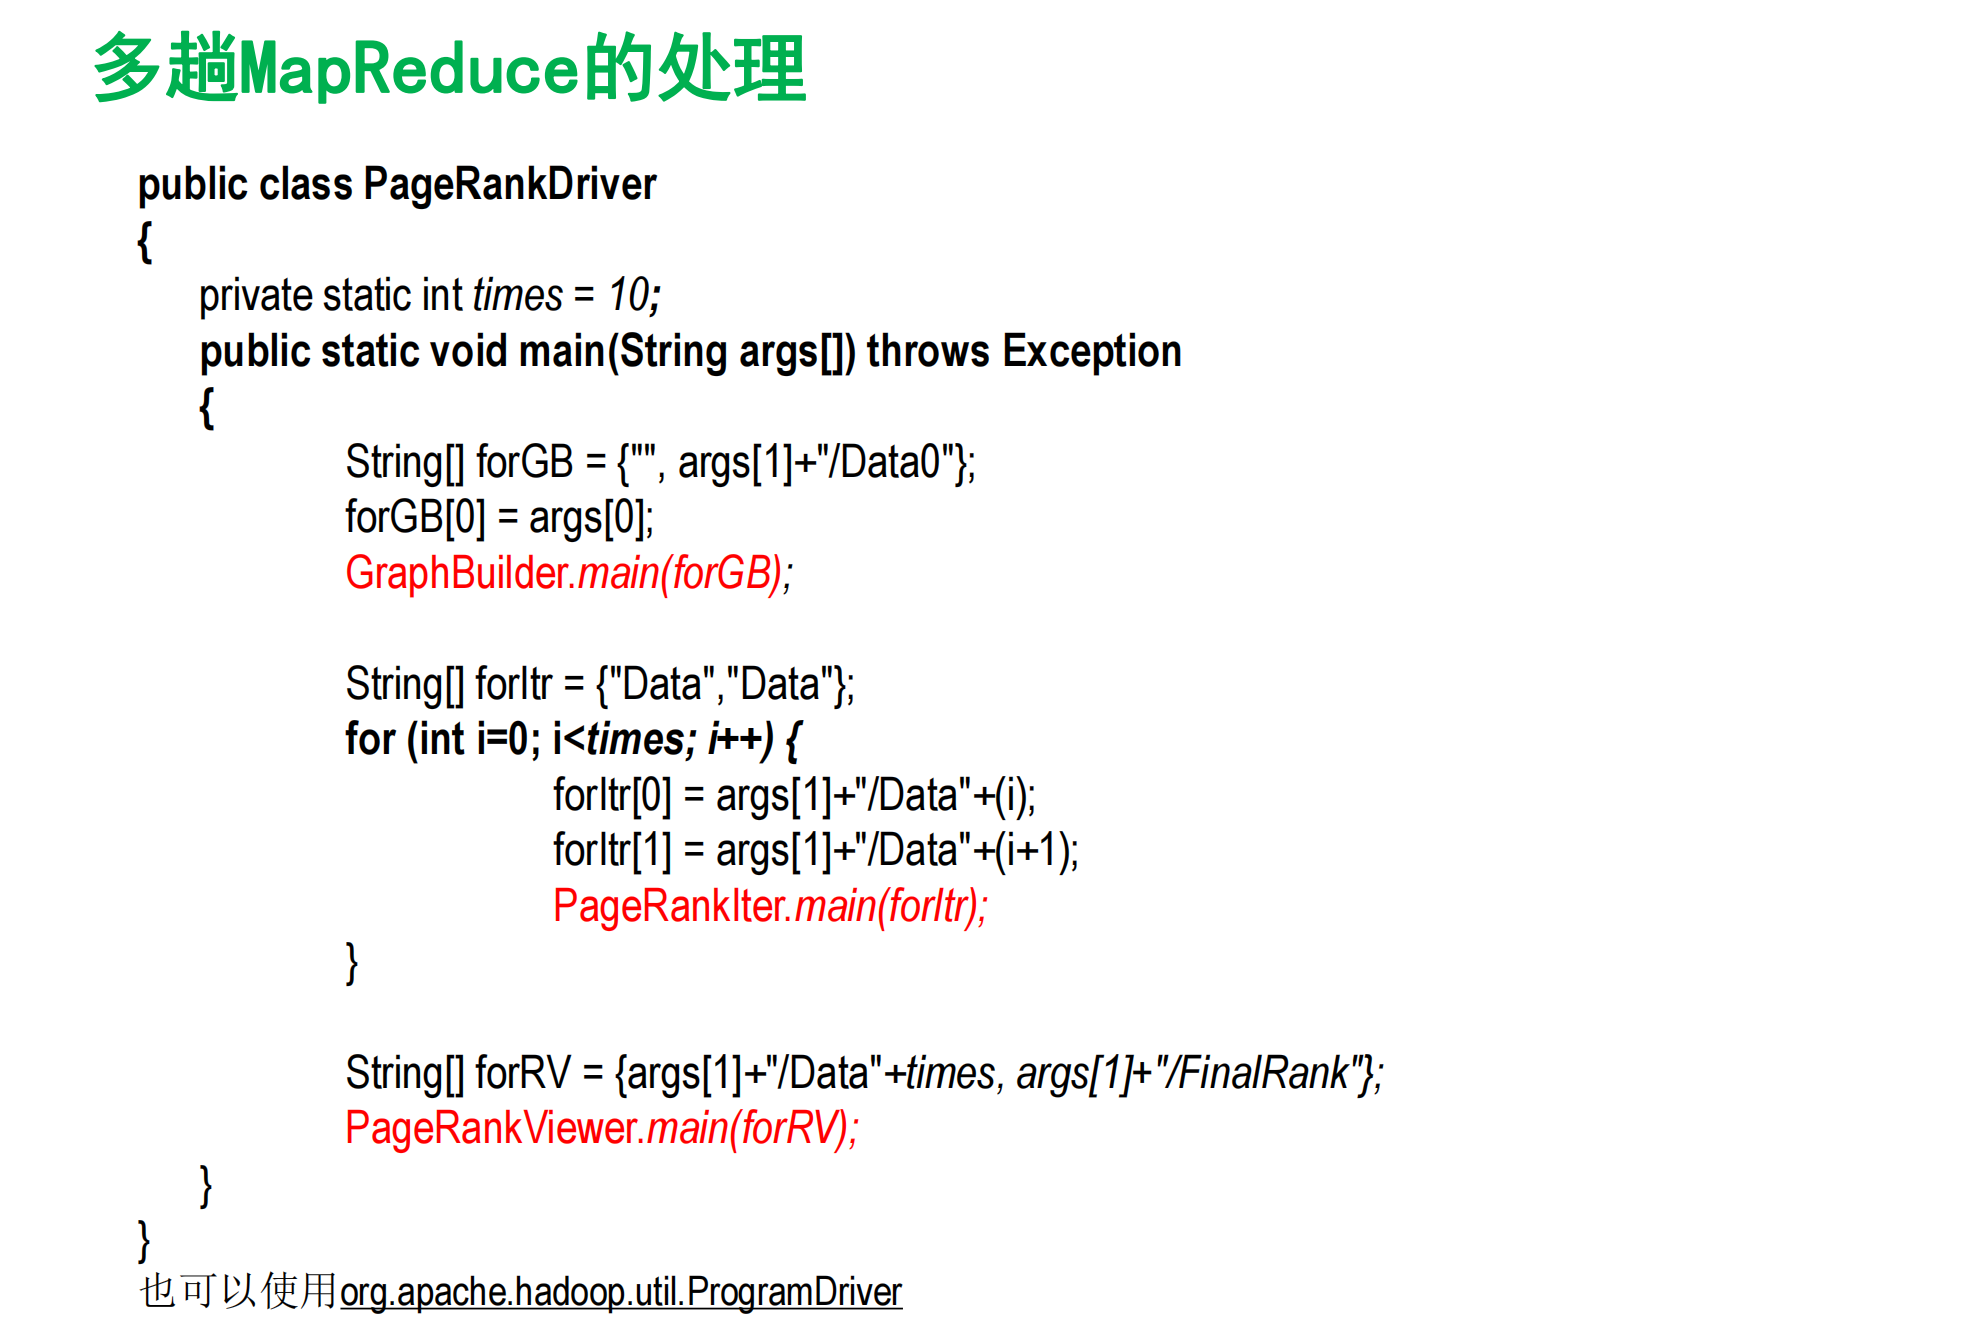 多趟MapReduce的处理
public class PageRankDriver
{
private static int times = 10;
public static void main(String args[]) throws Exception
{
String[] forGB = {"", args[1]+"/Data0"};
forGB[0] = args[0];
GraphBuilder.main(forGB);
String[] forItr = {"Data","Data"};
for (int i=0; i<times; i++) {
forItr[0] = args[1]+"/Data"+(i);
forItr[1] = args[1]+"/Data"+(i+1);
PageRankIter.main(forItr);
}
String[] forRV = {args[1]+"/Data"+times, args[1]+"/FinalRank"};
PageRankViewer.main(forRV);
}
}
也可以使用org.apache.hadoop.util.ProgramDriver